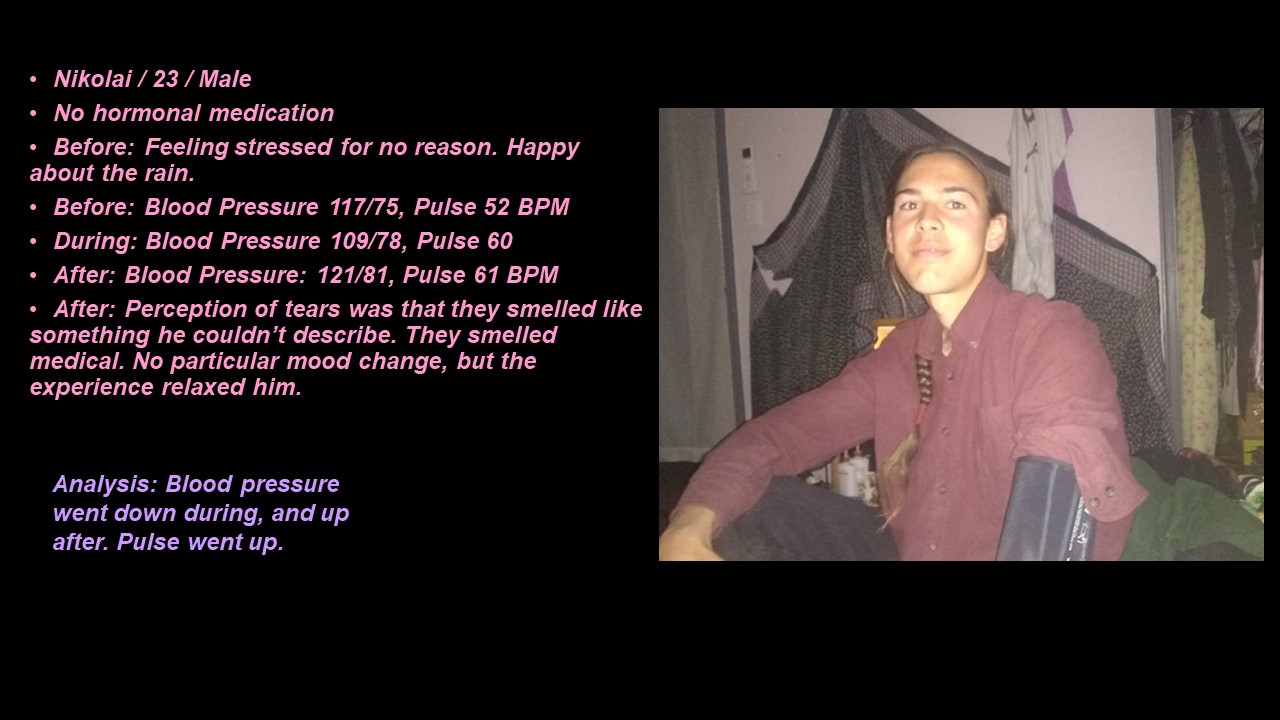 • Nikolai / 23 / Male
• No hormonal medication
• Before: Feeling stressed for no reason. Happy
about the rain.
• Before: Blood Pressure 117/75, Pulse 52 BPM
• During: Blood Pressure 109/78, Pulse 60
• After: Blood Pressure: 121/81, Pulse 61 BPM
• After: Perception of tears was that they smelled like
something he couldn’t describe. They smelled
medical. No particular mood change, but the
experience relaxed him.
Analysis: Blood pressure
went down during, and up
after. Pulse went up.